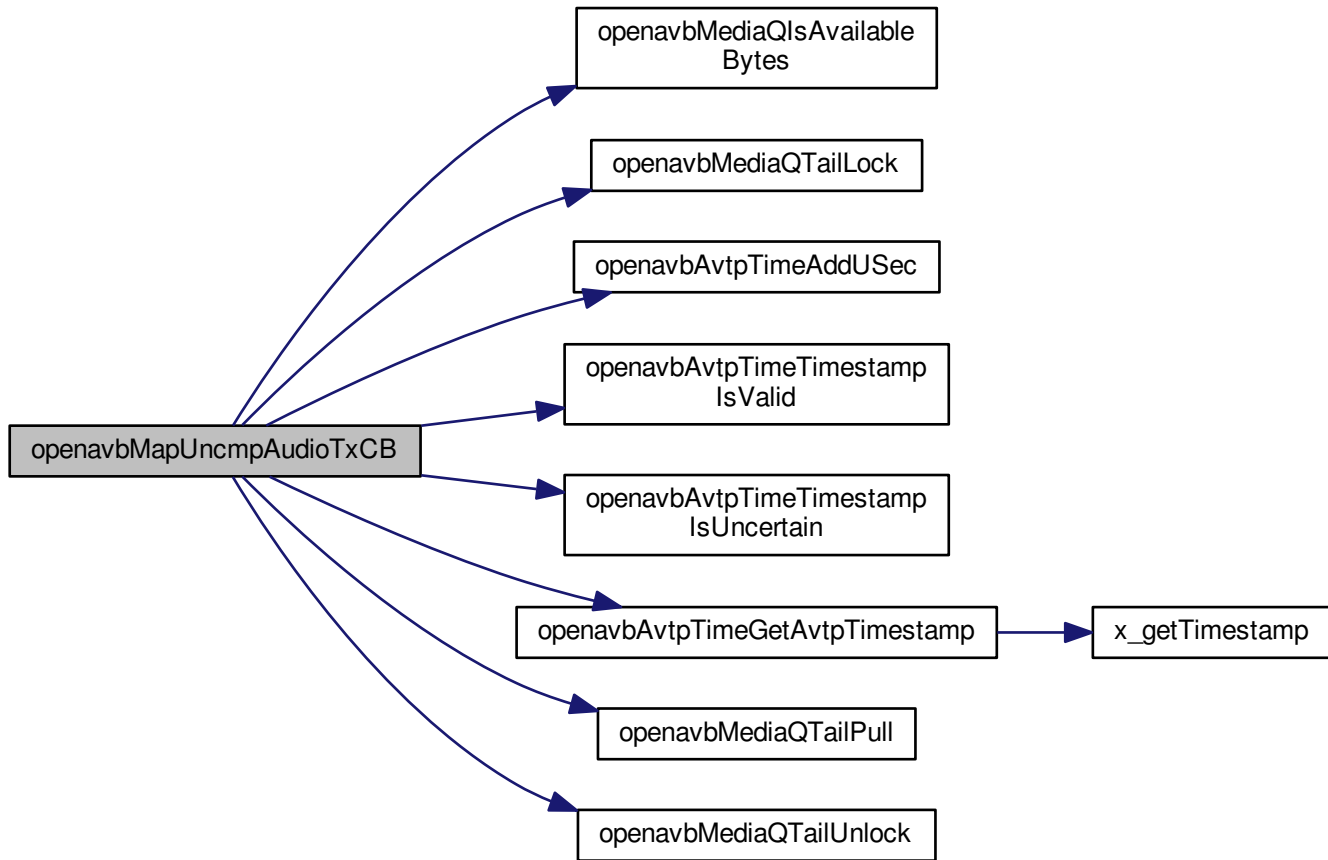 openavbMediaQIsAvailable
Bytes
openavbMediaQTailLock
openavbAvtpTimeAddUSec
openavbAvtpTimeTimestamp
IsValid
openavbMapUncmpAudioTxCB
openavbAvtpTimeTimestamp
IsUncertain
openavbAvtpTimeGetAvtpTimestamp
x_getTimestamp
openavbMediaQTailPull
openavbMediaQTailUnlock